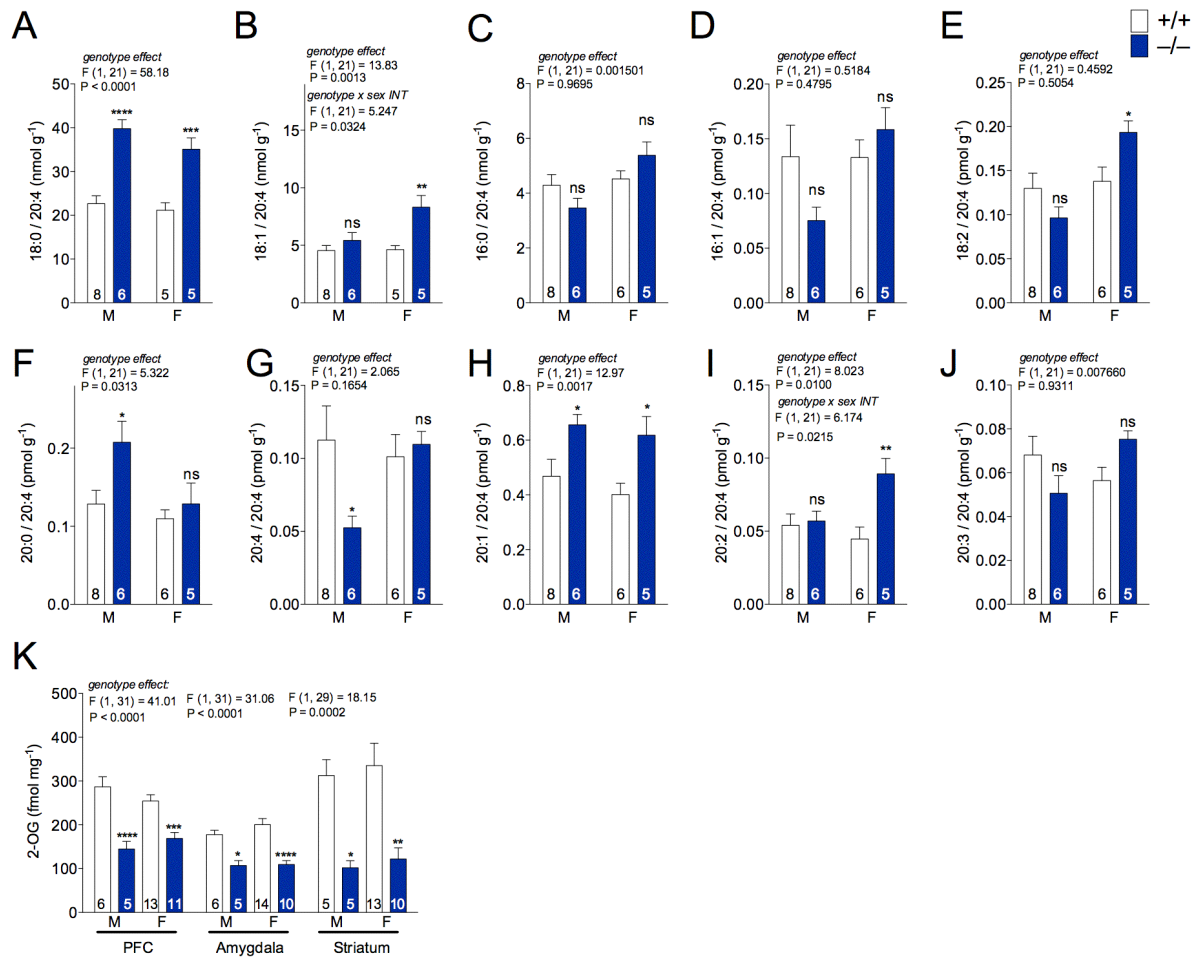 +/+
–/–
A
genotype effect
F (1, 21) = 58.18
P < 0.0001
50
40
30
20
10
0
18:0 / 20:4 (nmol g-1)
****
***
8
6
5
5
M
F
B
genotype effect
F (1, 21) = 13.83
P = 0.0013
genotype x sex INT
F (1, 21) = 5.247
P = 0.0324
15
10
5
0
18:1 / 20:4 (nmol g-1)
ns
**
8
6
5
5
M
F
C
genotype effect
F (1, 21) = 0.001501
P = 0.9695
8
6
4
2
0
16:0 / 20:4 (nmol g-1)
ns
ns
8
6
6
5
M
F
D
genotype effect
F (1, 21) = 0.5184
P = 0.4795
0.20
0.15
0.10
0.05
0.00
16:1 / 20:4 (pmol g-1)
ns
ns
8
6
6
5
M
F
E
genotype effect
F (1, 21) = 0.4592
P = 0.5054
0.25
0.20
0.15
0.10
0.05
0.00
18:2 / 20:4 (pmol g-1)
ns
*
8
6
6
5
M
F
F
genotype effect
F (1, 21) = 5.322
P = 0.0313
0.2
0.1
0.0
20:0 / 20:4 (pmol g-1)
*
ns
8
6
6
5
M
F
G
genotype effect
F (1, 21) = 2.065
P = 0.1654
0.15
0.10
0.05
0.00
20:4 / 20:4 (pmol g-1)
*
ns
8
6
6
5
M
F
H
genotype effect
F (1, 21) = 12.97
P = 0.0017
0.8
0.6
0.4
0.2
0.0
20:1 / 20:4 (pmol g-1)
*
*
8
6
6
5
M
F
I
genotype effect
F (1, 21) = 8.023
P = 0.0100
genotype x sex INT
F (1, 21) = 6.174
P = 0.0215
0.15
0.10
0.05
0.00
20:2 / 20:4 (pmol g-1)
ns
**
8
6
6
5
M
F
J
genotype effect
F (1, 21) = 0.007660
P = 0.9311
0.10
0.08
0.06
0.04
0.02
0.00
20:3 / 20:4 (pmol g-1)
ns
ns
8
6
6
5
M
F
K
genotype effect:
F (1, 31) = 41.01
P < 0.0001
F (1, 31) = 31.06
P < 0.0001
F (1, 29) = 18.15
P = 0.0002
500
400
300
200
100
0
2-OG (fmol mg-1)
****
***
*
****
*
**
6
5
13
11
6
5
14
10
5
5
13
10
M
F
M
F
M
F
PFC
Amygdala
Striatum